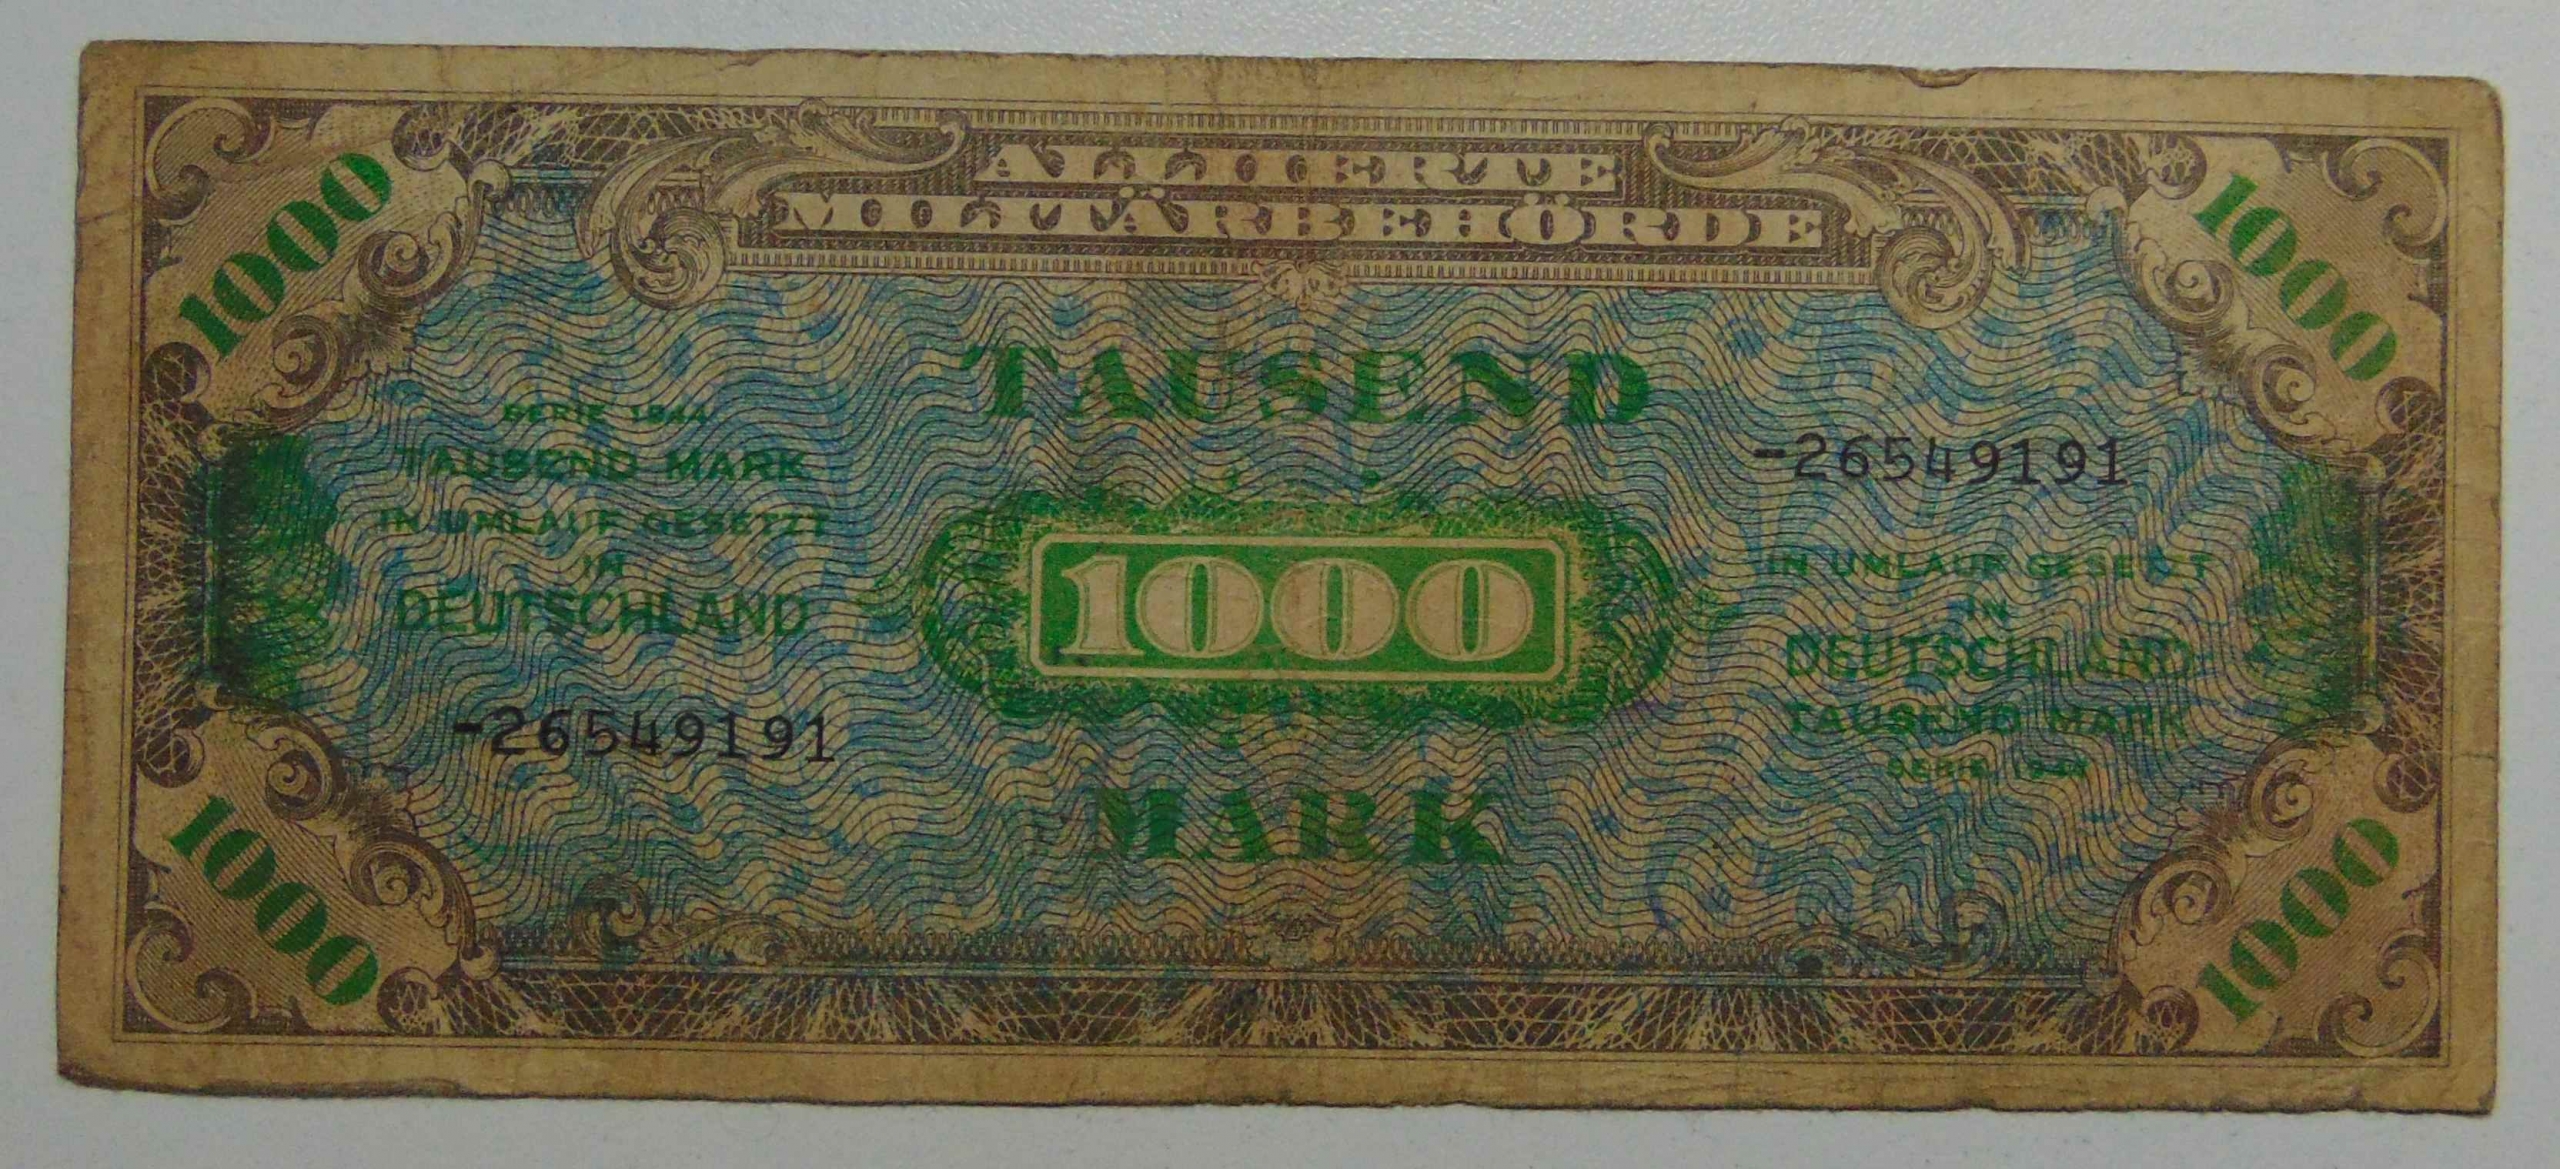 1000
ALLIIERTE
MILITÄRBEHÖRDE
1000
SERIE 1944
TAUSEND MARK
IN UMLAUF GESETZT
IN
DEUTSCHLAND
-26549191
TAUSEND
1000
MARK
-26549191
IN UMLAUF GESETZT
IN
DEUTSCHLAND
TAUSEND MARK
SERIE 1944
1000
1000